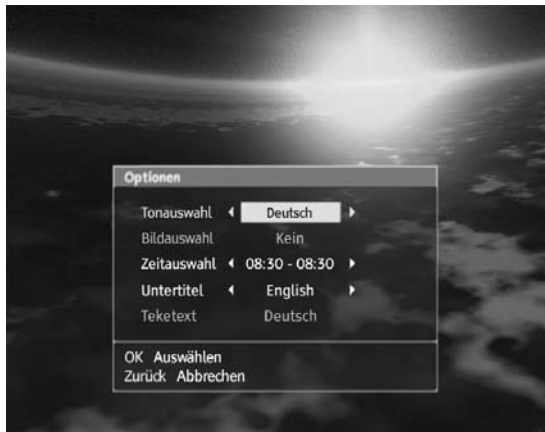 Optionen
Tonauswahl Deutsch
Bildauswahl Kein
Zeitauswahl 08:30 - 08:30
Untertitel English
Teketext Deutsch
OK Auswählen
Zurück Abbrechen